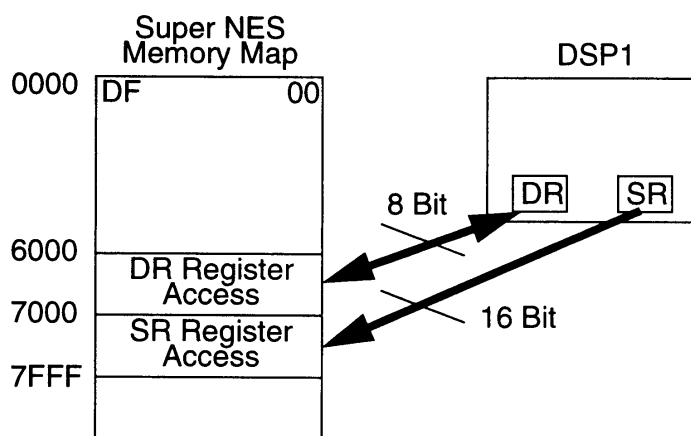 Super NES
Memory Map
DSP1
0000
DF 00
DR SR
8 Bit
6000
DR Register
Access
7000
SR Register
Access
16 Bit
7FFF